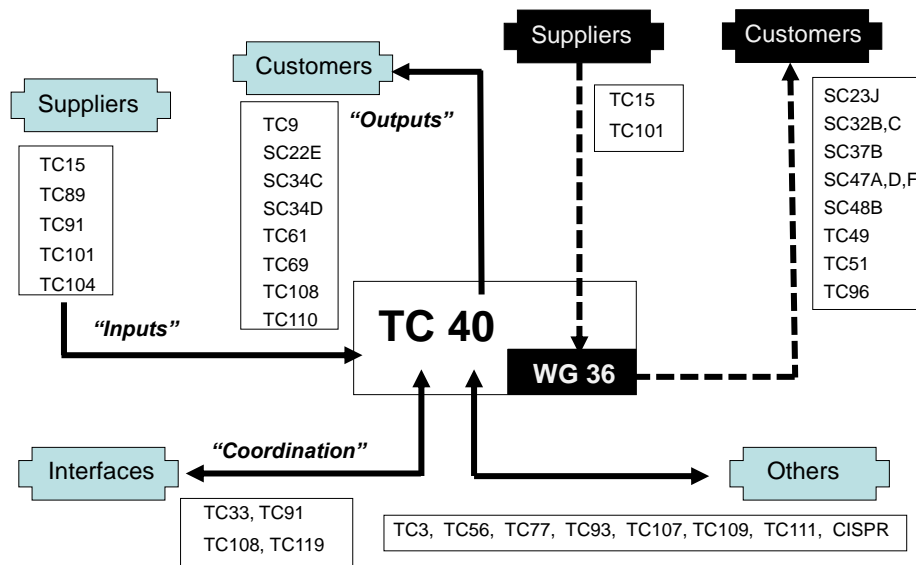 Suppliers
TC15
TC89
TC91
TC101
TC104
“Inputs”
Customers
“Outputs”
TC9
SC22E
SC34C
SC34D
TC61
TC69
TC108
TC110
Suppliers
TC15
TC101
Customers
SC23J
SC32B,C
SC37B
SC47A,D,F
SC48B
TC49
TC51
TC96
TC 40
WG 36
“Coordination”
Interfaces
TC33, TC91
TC108, TC119
Others
TC3, TC56, TC77, TC93, TC107, TC109, TC111, CISPR